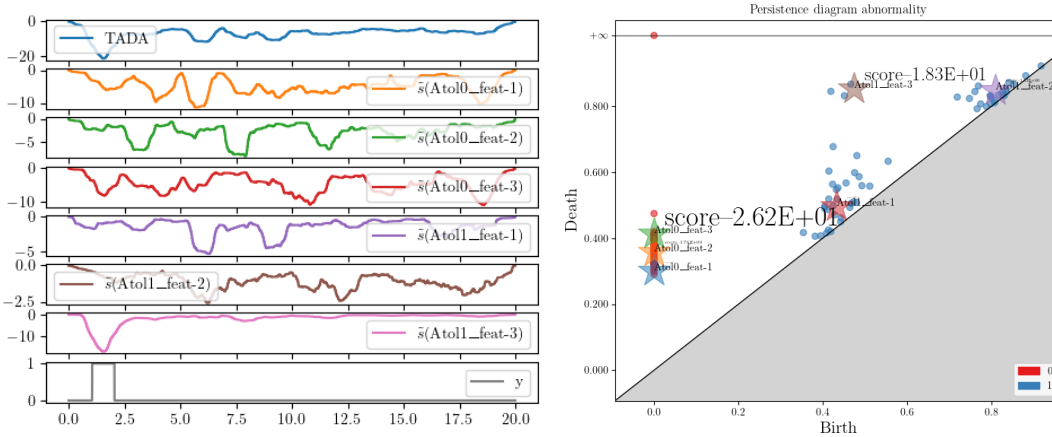 0
−20
TADA
0
−10
s̃(Atol0_feat-1)
0
−5
s̃(Atol0_feat-2)
0
−10
s̃(Atol0_feat-3)
0
−5
s̃(Atol1_feat-1)
0.0
−2.5
s̃(Atol1_feat-2)
0
−10
s̃(Atol1_feat-3)
1
0
y
0.0 2.5 5.0 7.5 10.0 12.5 15.0 17.5 20.0
Persistence diagram abnormality
+∞
0.800
0.600
0.400
0.200
0.000
Death
score–1.83E+01
Atol1_feat-3
Atol1_feat-2
Atol1_feat-1
score–2.62E+01
Atol0_feat-3
Atol0_feat-2
Atol0_feat-1
0
1
0.0 0.2 0.4 0.6 0.8
Birth